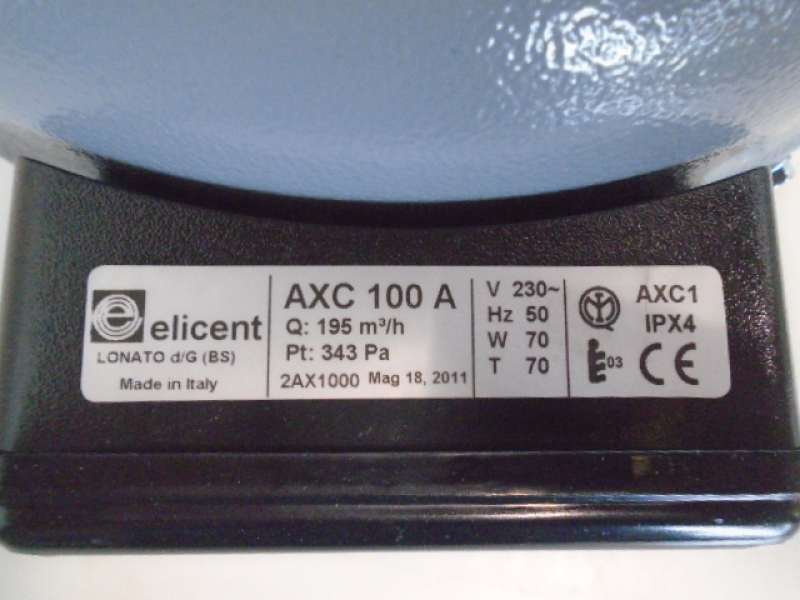 elicent
LONATO d/G (BS)
Made in Italy
AXC 100 A
Q: 195 m³/h
Pt: 343 Pa
2AX1000 Mag 18, 2011
V 230~
Hz 50
W 70
T 70
AXC1
IPX4
03 CE